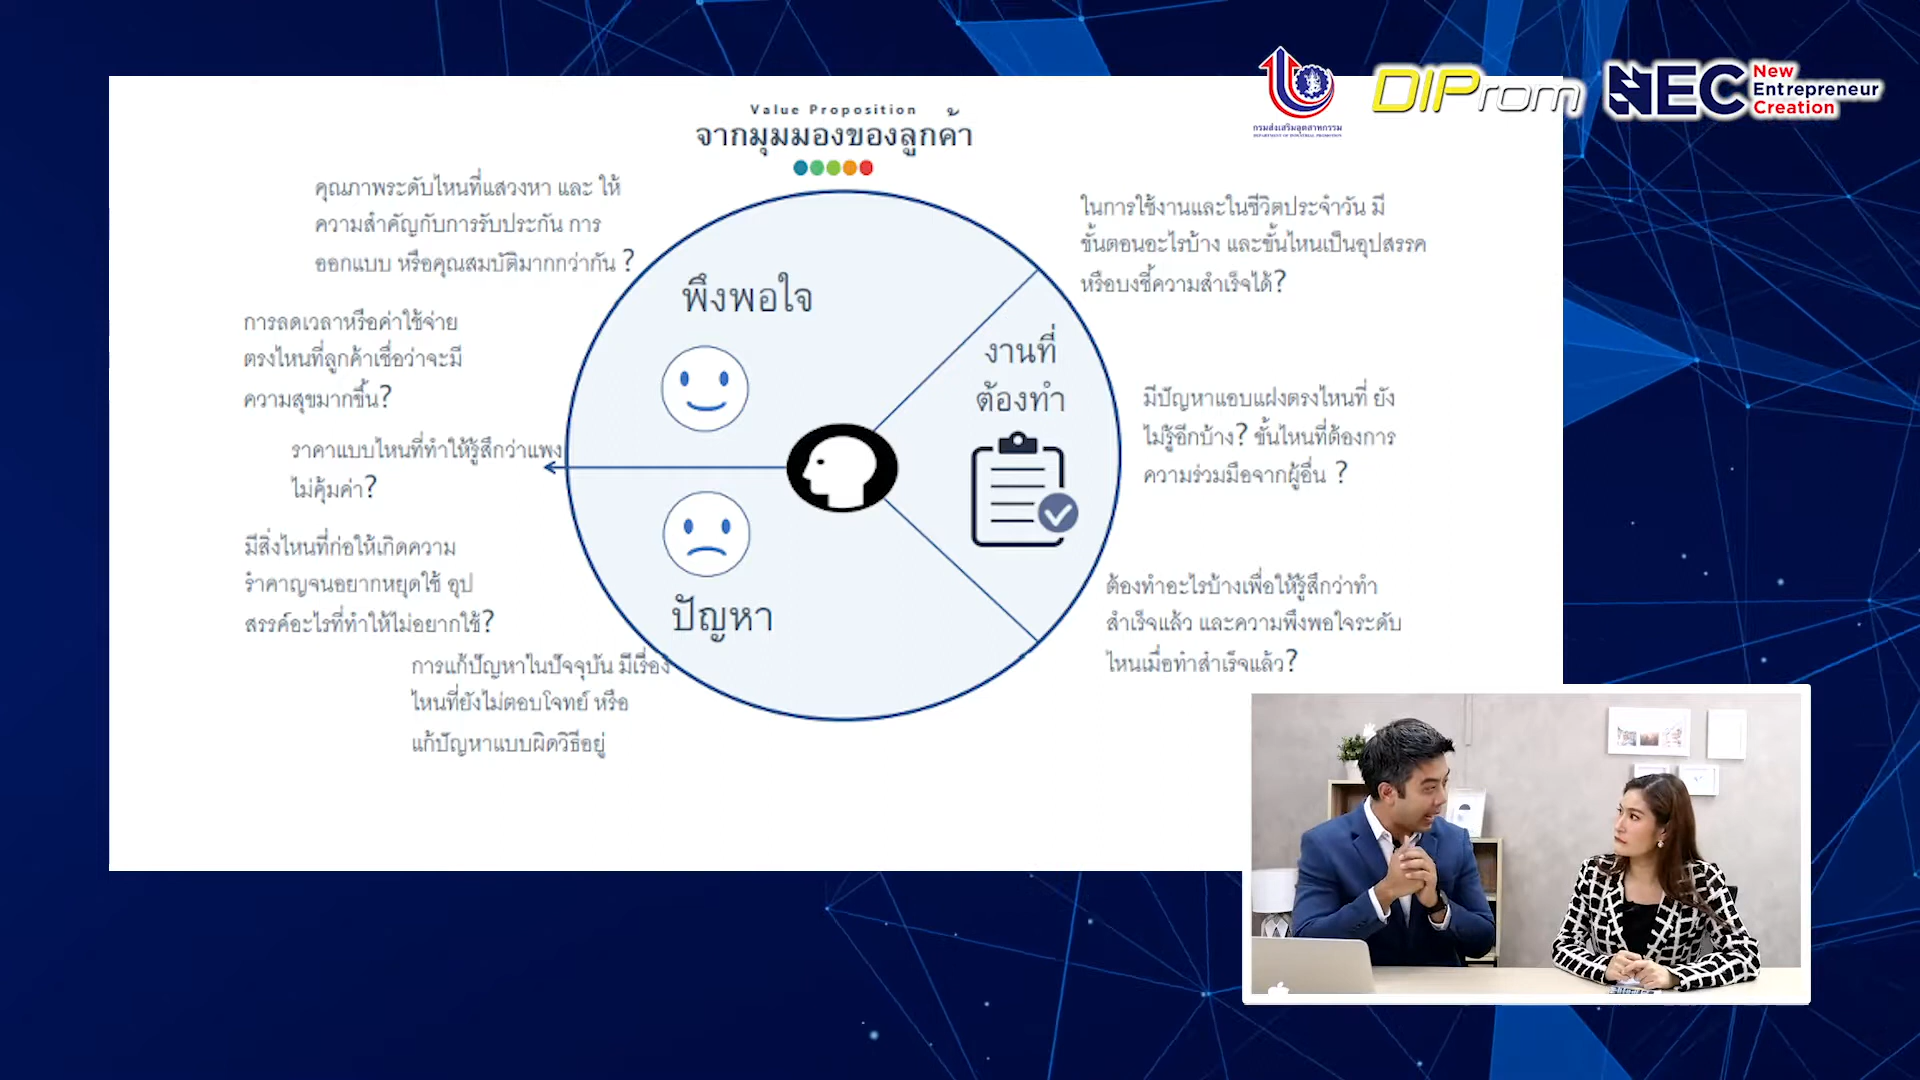 Value Proposition
จากมุมมองของลูกค้า
กรมส่งเสริมอุตสาหกรรม
DEPARTMENT OF INDUSTRIAL PROMOTION
DIProm
NEC New
Entrepreneur
Creation
คุณภาพระดับไหนที่แสวงหา และ ให้
ความสำคัญกับการรับประกัน การ
ออกแบบ หรือคุณสมบัติมากกว่ากัน ?
การลดเวลาหรือค่าใช้จ่าย
ตรงไหนที่ลูกค้าเชื่อว่าจะมี
ความสุขมากขึ้น?
ราคาแบบไหนที่ทำให้รู้สึกว่าแพง
ไม่คุ้มค่า?
มีสิ่งไหนที่ก่อให้เกิดความ
รำคาญจนอยากหยุดใช้ อุป
สรรค์อะไรที่ทำให้ไม่อยากใช้?
การแก้ปัญหาในปัจจุบัน มีเรื่อง
ไหนที่ยังไม่ตอบโจทย์ หรือ
แก้ปัญหาแบบผิดวิธีอยู่
พึงพอใจ
ปัญหา
งานที่
ต้องทำ
ในการใช้งานและในชีวิตประจำวัน มี
ขั้นตอนอะไรบ้าง และขั้นไหนเป็นอุปสรรค
หรือบงชี้ความสำเร็จได้?
มีปัญหาแอบแฝงตรงไหนที่ ยัง
ไม่รู้อีกบ้าง? ขั้นไหนที่ต้องการ
ความร่วมมือจากผู้อื่น ?
ต้องทำอะไรบ้างเพื่อให้รู้สึกว่าทำ
สำเร็จแล้ว และความพึงพอใจระดับ
ไหนเมื่อทำสำเร็จแล้ว?